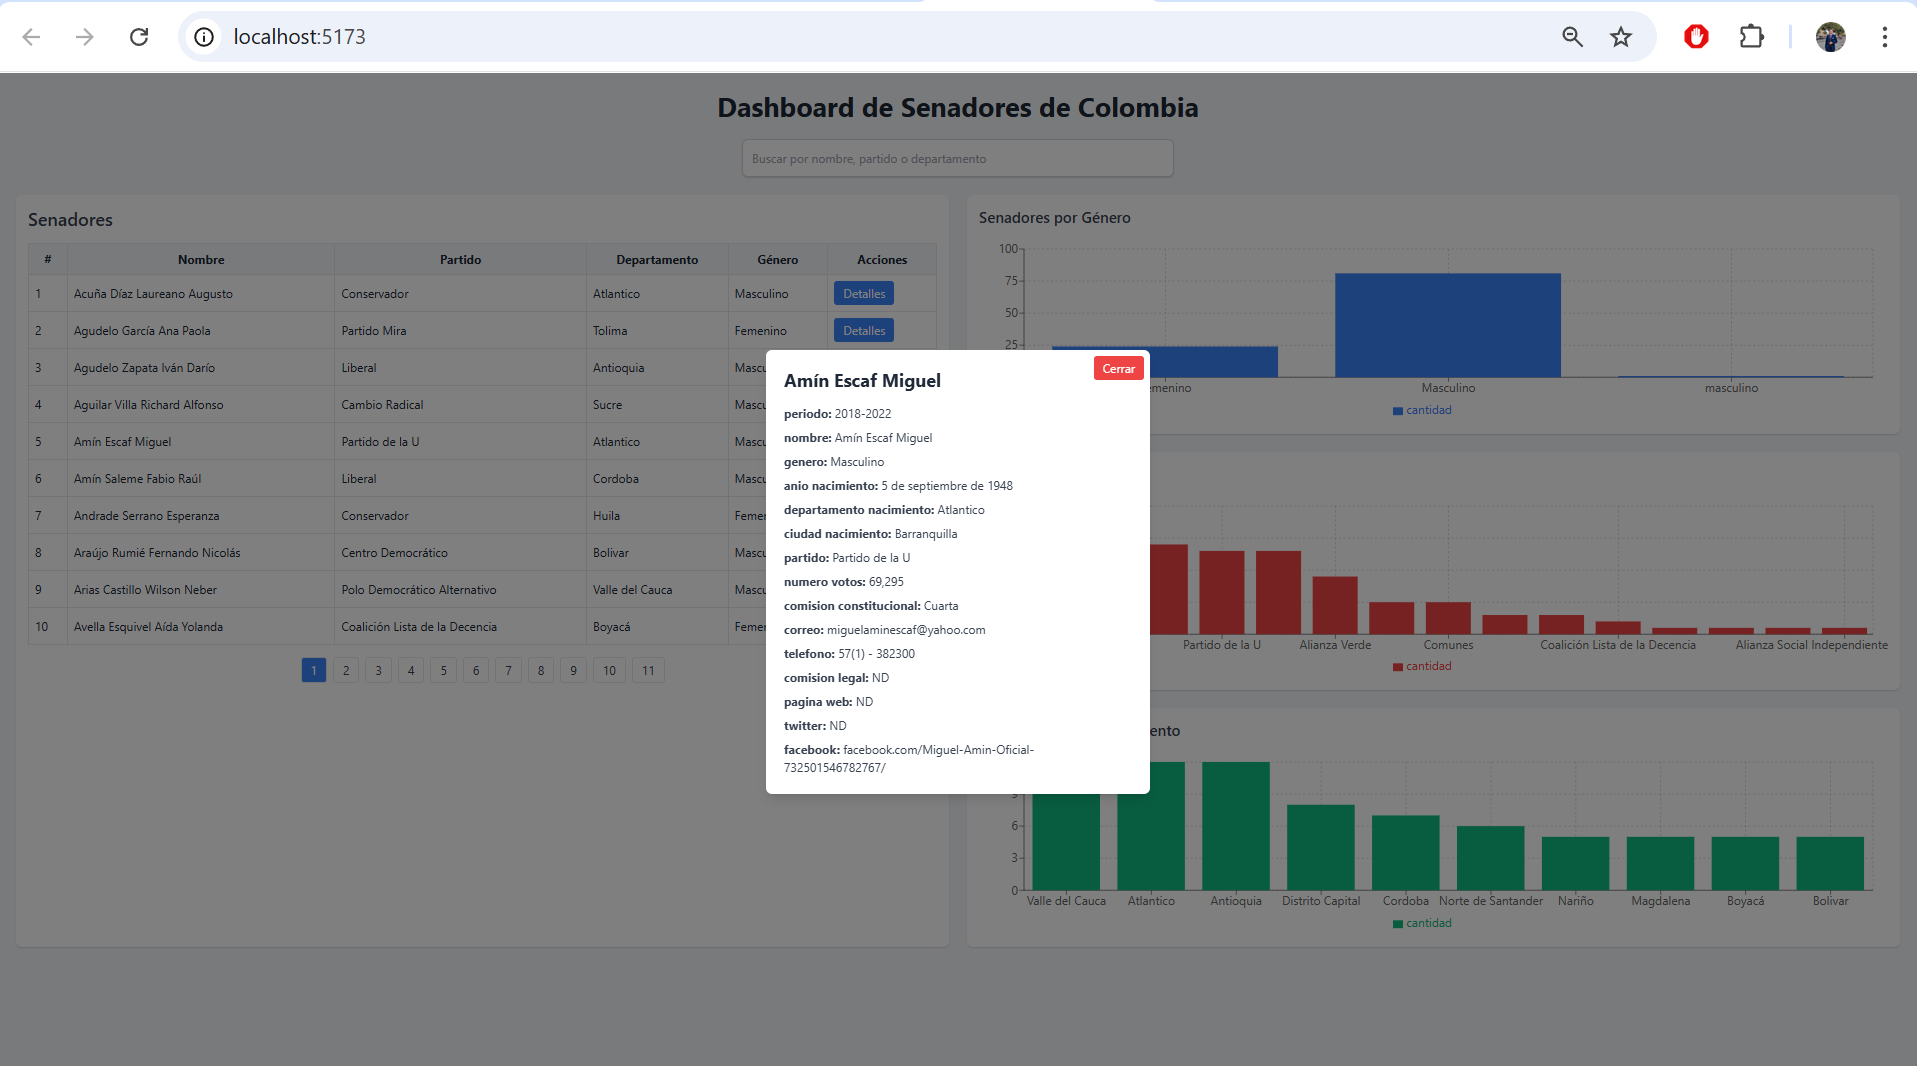 localhost:5173
Dashboard de Senadores de Colombia
Buscar por nombre, partido o departamento
Senadores
# Nombre Partido Departamento Género Acciones
1 Acuña Díaz Laureano Augusto Conservador Atlantico Masculino Detalles
2 Agudelo García Ana Paola Partido Mira Tolima Femenino Detalles
3 Agudelo Zapata Iván Darío Liberal Antioquia Mascu
4 Aguilar Villa Richard Alfonso Cambio Radical Sucre Mascu
5 Amín Escaf Miguel Partido de la U Atlantico Mascu
6 Amín Saleme Fabio Raúl Liberal Cordoba Mascu
7 Andrade Serrano Esperanza Conservador Huila Femen
8 Araújo Rumié Fernando Nicolás Centro Democrático Bolivar Mascu
9 Arias Castillo Wilson Neber Polo Democrático Alternativo Valle del Cauca Mascu
10 Avella Esquivel Aída Yolanda Coalición Lista de la Decencia Boyacá Femen
1 2 3 4 5 6 7 8 9 10 11
Amín Escaf Miguel
Cerrar
periodo: 2018-2022
nombre: Amín Escaf Miguel
genero: Masculino
anio nacimiento: 5 de septiembre de 1948
departamento nacimiento: Atlantico
ciudad nacimiento: Barranquilla
partido: Partido de la U
numero votos: 69,295
comision constitucional: Cuarta
correo: miguelaminescaf@yahoo.com
telefono: 57(1) - 382300
comision legal: ND
pagina web: ND
twitter: ND
facebook: facebook.com/Miguel-Amin-Oficial-
732501546782767/
Senadores por Género
100
75
50
25
emenino Masculino masculino
cantidad
Partido de la U Alianza Verde Comunes Coalición Lista de la Decencia Alianza Social Independiente
cantidad
ento
9
6
3
0
Valle del Cauca Atlantico Antioquia Distrito Capital Cordoba Norte de Santander Nariño Magdalena Boyacá Bolivar
cantidad